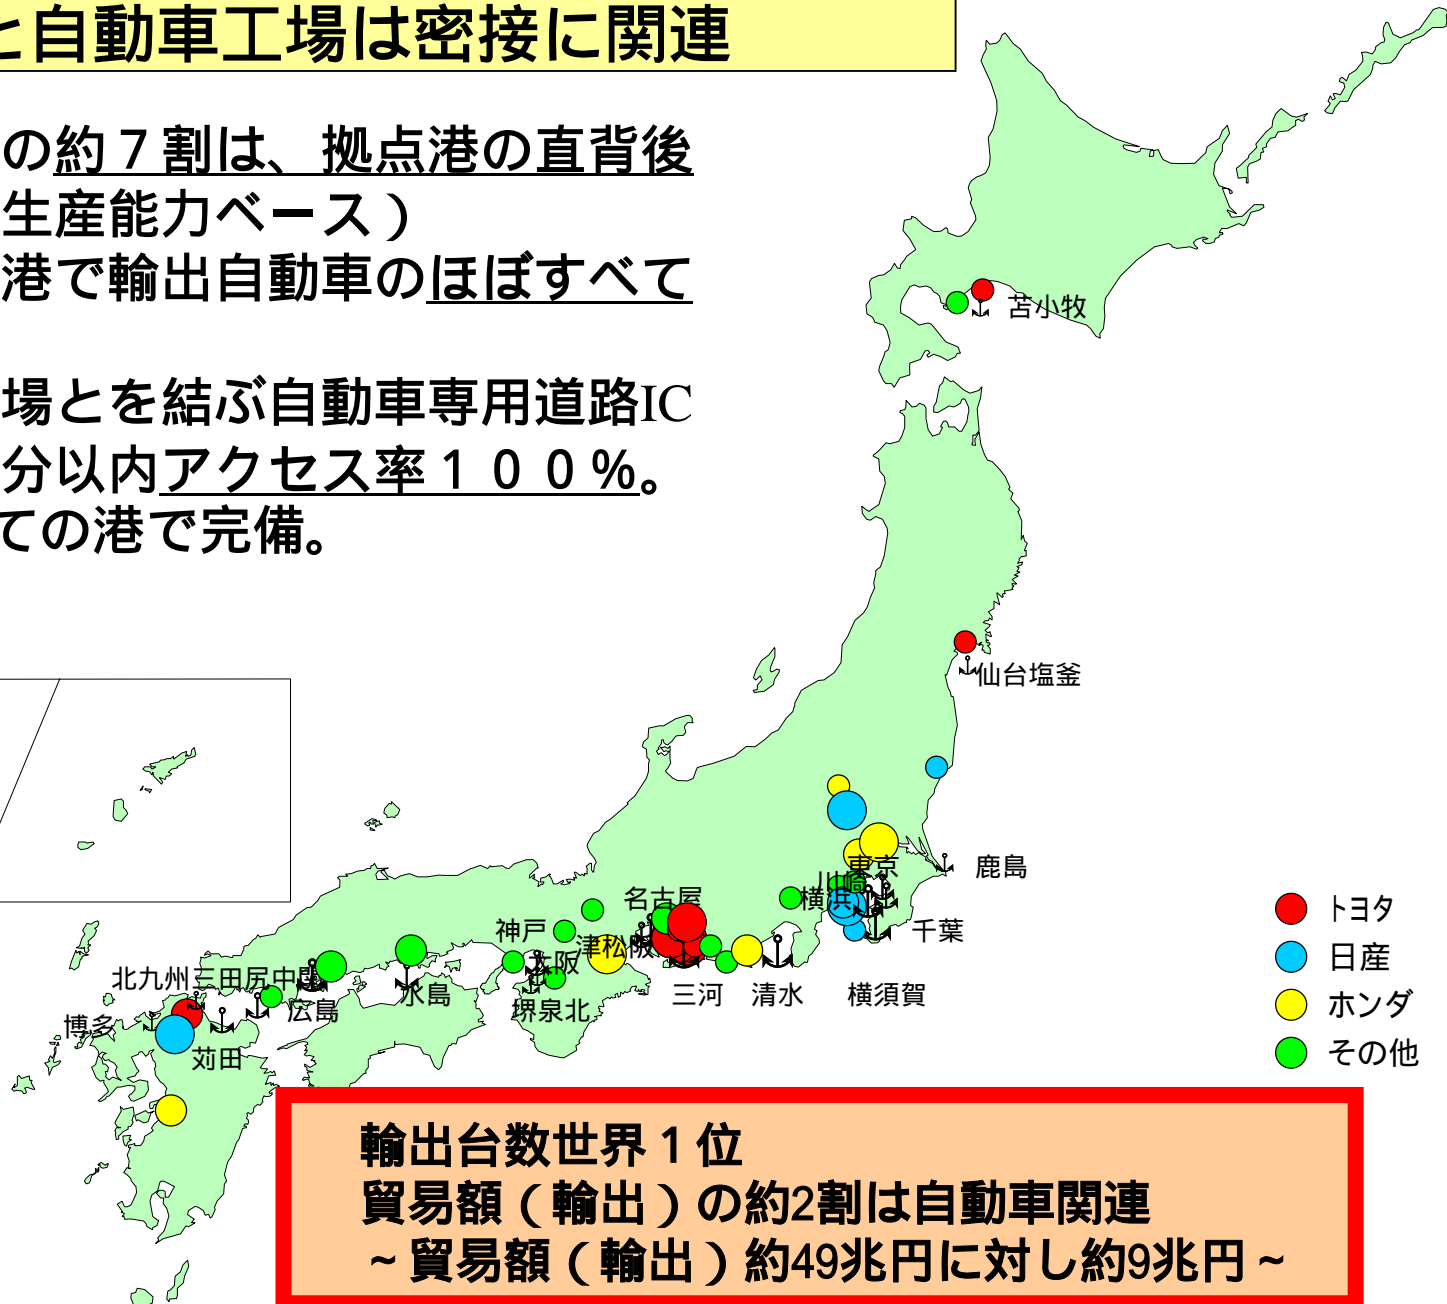 と自動車工場は密接に関連
の約７割は、拠点港の直背後
生産能力ベース）
港で輸出自動車のほぼすべて
場とを結ぶ自動車専用道路IC
分以内アクセス率１００％。
ての港で完備。
苫小牧
仙台塩釜
鹿島
東京
川崎
横浜
千葉
名古屋
神戸
津松阪
大阪
北九州三田尻中関
広島
水島
堺泉北
三河
清水
横須賀
博多
苅田
トヨタ
日産
ホンダ
その他
輸出台数世界１位
貿易額（輸出）の約2割は自動車関連
～貿易額（輸出）約49兆円に対し約9兆円～